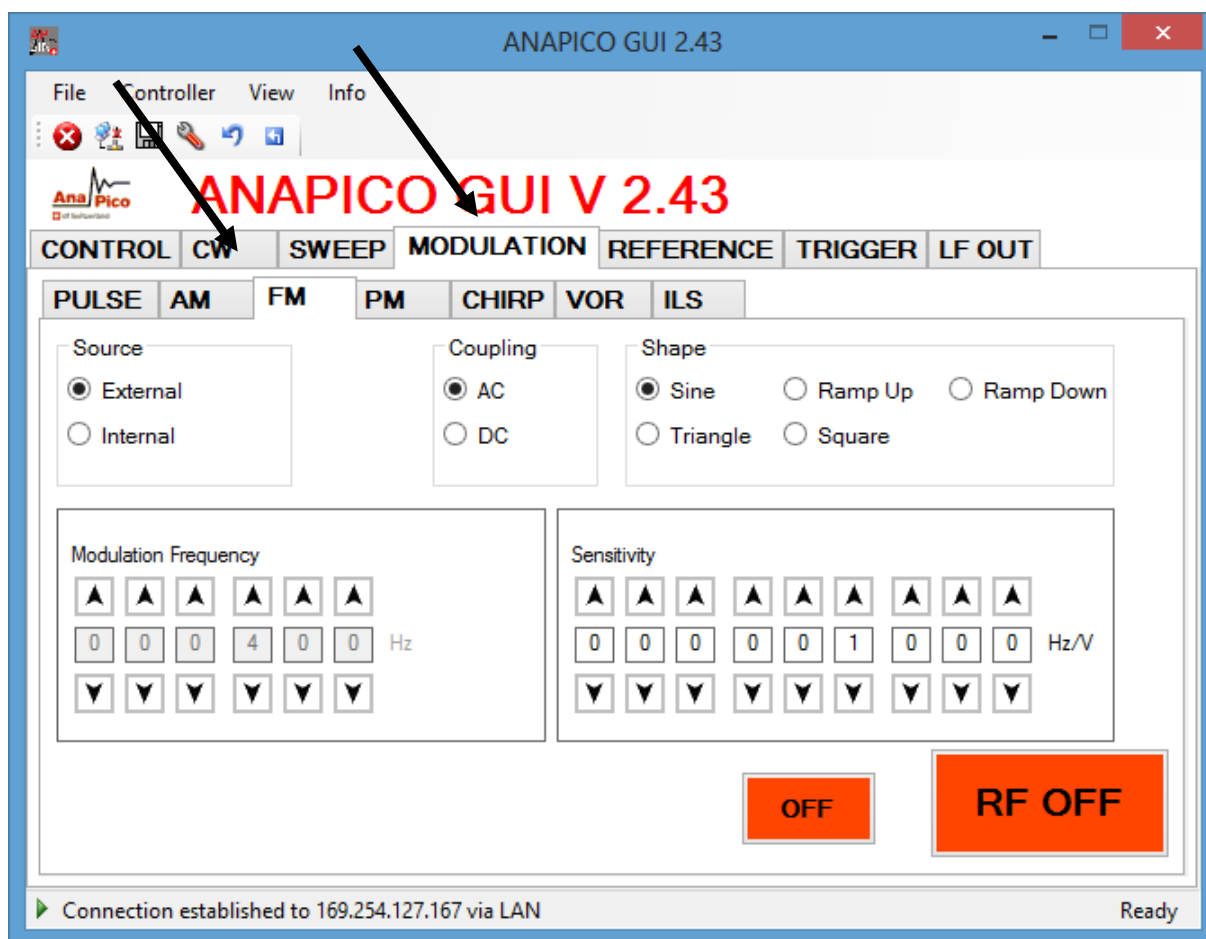 ANAPICO GUI 2.43
File Controller View Info
Ana Pico
ANAPICO GUI V 2.43
CONTROL CW SWEEP MODULATION REFERENCE TRIGGER LF OUT
PULSE AM FM PM CHIRP VOR ILS
Source Coupling Shape
External AC Sine Ramp Up Ramp Down
Internal DC Triangle Square
Modulation Frequency Sensitivity
0 0 0 4 0 0 Hz 0 0 0 0 0 1 0 0 0 Hz/V
OFF RF OFF
Connection established to 169.254.127.167 via LAN Ready